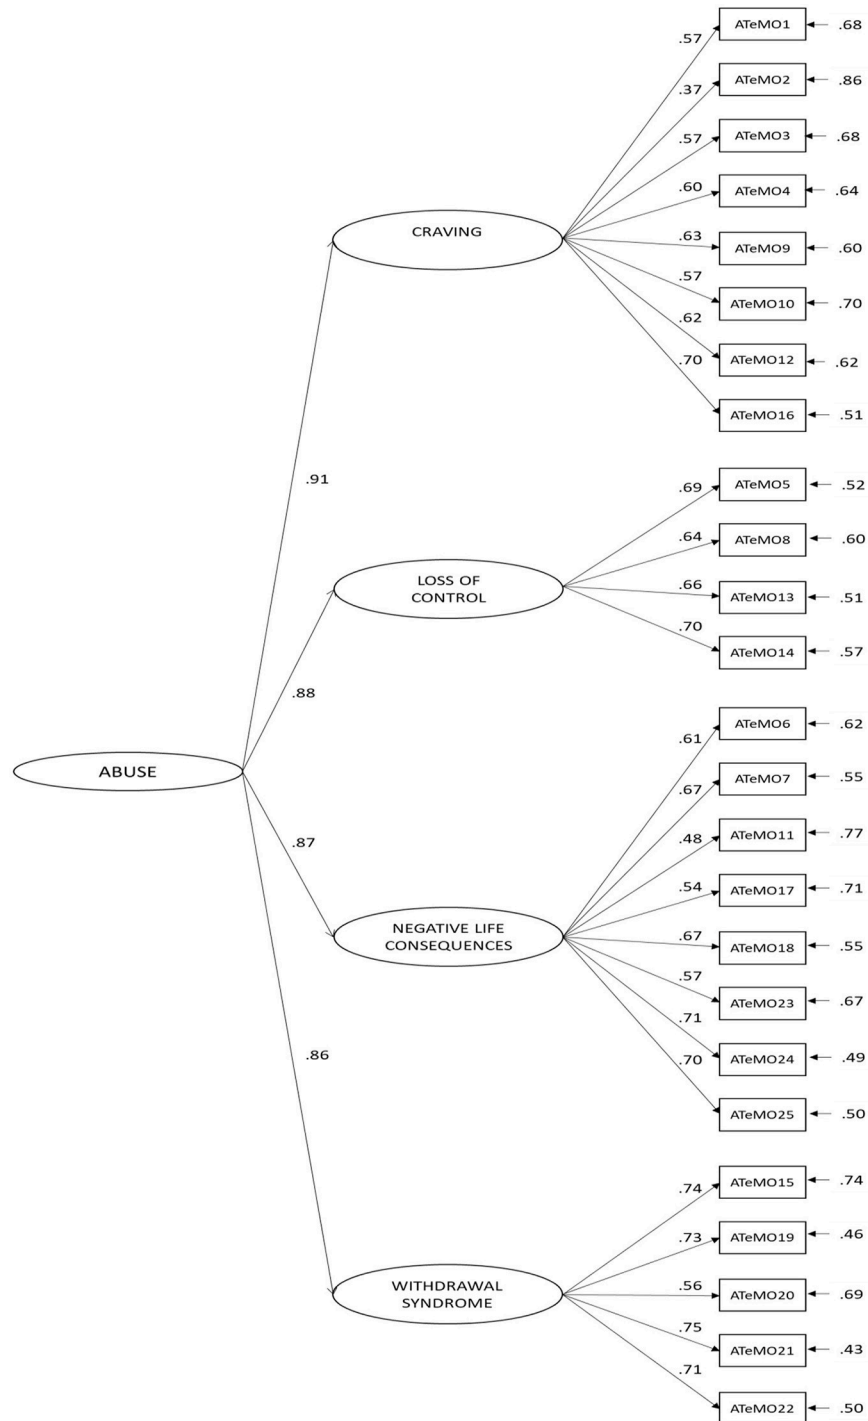 ABUSE
.91
.88
.87
.86
CRAVING
.57
.37
.57
.60
.63
.57
.62
.70
ATeMO1 .68
ATeMO2 .86
ATeMO3 .68
ATeMO4 .64
ATeMO9 .60
ATeMO10 .70
ATeMO12 .62
ATeMO16 .51
LOSS OF
CONTROL
.69
.64
.66
.70
ATeMO5 .52
ATeMO8 .60
ATeMO13 .51
ATeMO14 .57
NEGATIVE LIFE
CONSEQUENCES
.61
.67
.48
.54
.67
.57
.71
.70
ATeMO6 .62
ATeMO7 .55
ATeMO11 .77
ATeMO17 .71
ATeMO18 .55
ATeMO23 .67
ATeMO24 .49
ATeMO25 .50
WITHDRAWAL
SYNDROME
.74
.73
.56
.75
.71
ATeMO15 .74
ATeMO19 .46
ATeMO20 .69
ATeMO21 .43
ATeMO22 .50